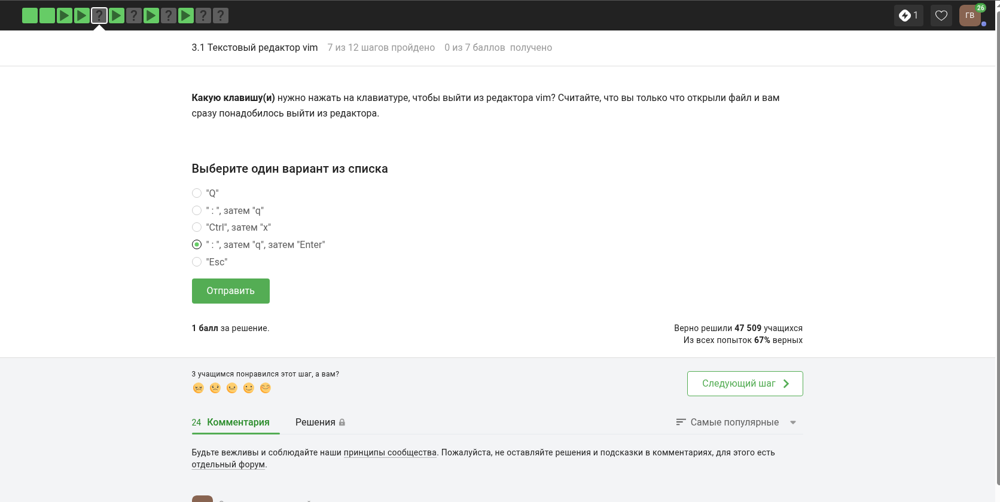 ? ? ? ? ?
1
ГВ
26
3.1 Текстовый редактор vim 7 из 12 шагов пройдено 0 из 7 баллов получено
Какую клавишу(и) нужно нажать на клавиатуре, чтобы выйти из редактора vim? Считайте, что вы только что открыли файл и вам
сразу понадобилось выйти из редактора.
Выберите один вариант из списка
"Q"
" : ", затем "q"
"Ctrl", затем "x"
" : ", затем "q", затем "Enter"
"Esc"
Отправить
1 балл за решение.
Верно решили 47 509 учащихся
Из всех попыток 67% верных
3 учащимся понравился этот шаг, а вам?
Следующий шаг
24 Комментария Решения Самые популярные
Будьте вежливы и соблюдайте наши принципы сообщества. Пожалуйста, не оставляйте решения и подсказки в комментариях, для этого есть
отдельный форум.